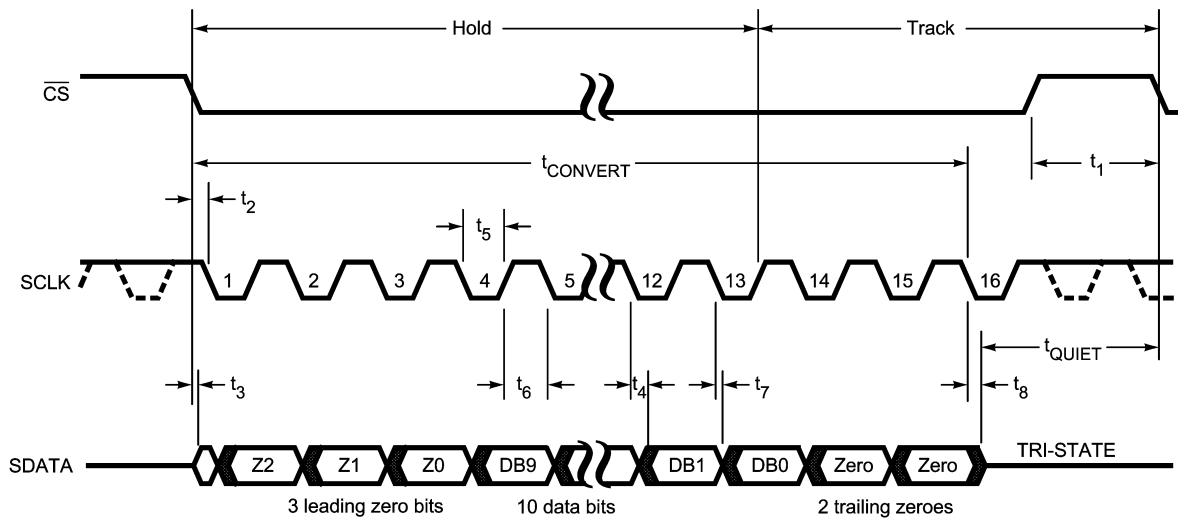 Hold Track
CS
tCONVERT t1
t2
t5
SCLK 1 2 3 4 5 12 13 14 15 16
tQUIET
t3 t6 t4 t7 t8
SDATA Z2 Z1 Z0 DB9 DB1 DB0 Zero Zero TRI-STATE
3 leading zero bits 10 data bits 2 trailing zeroes